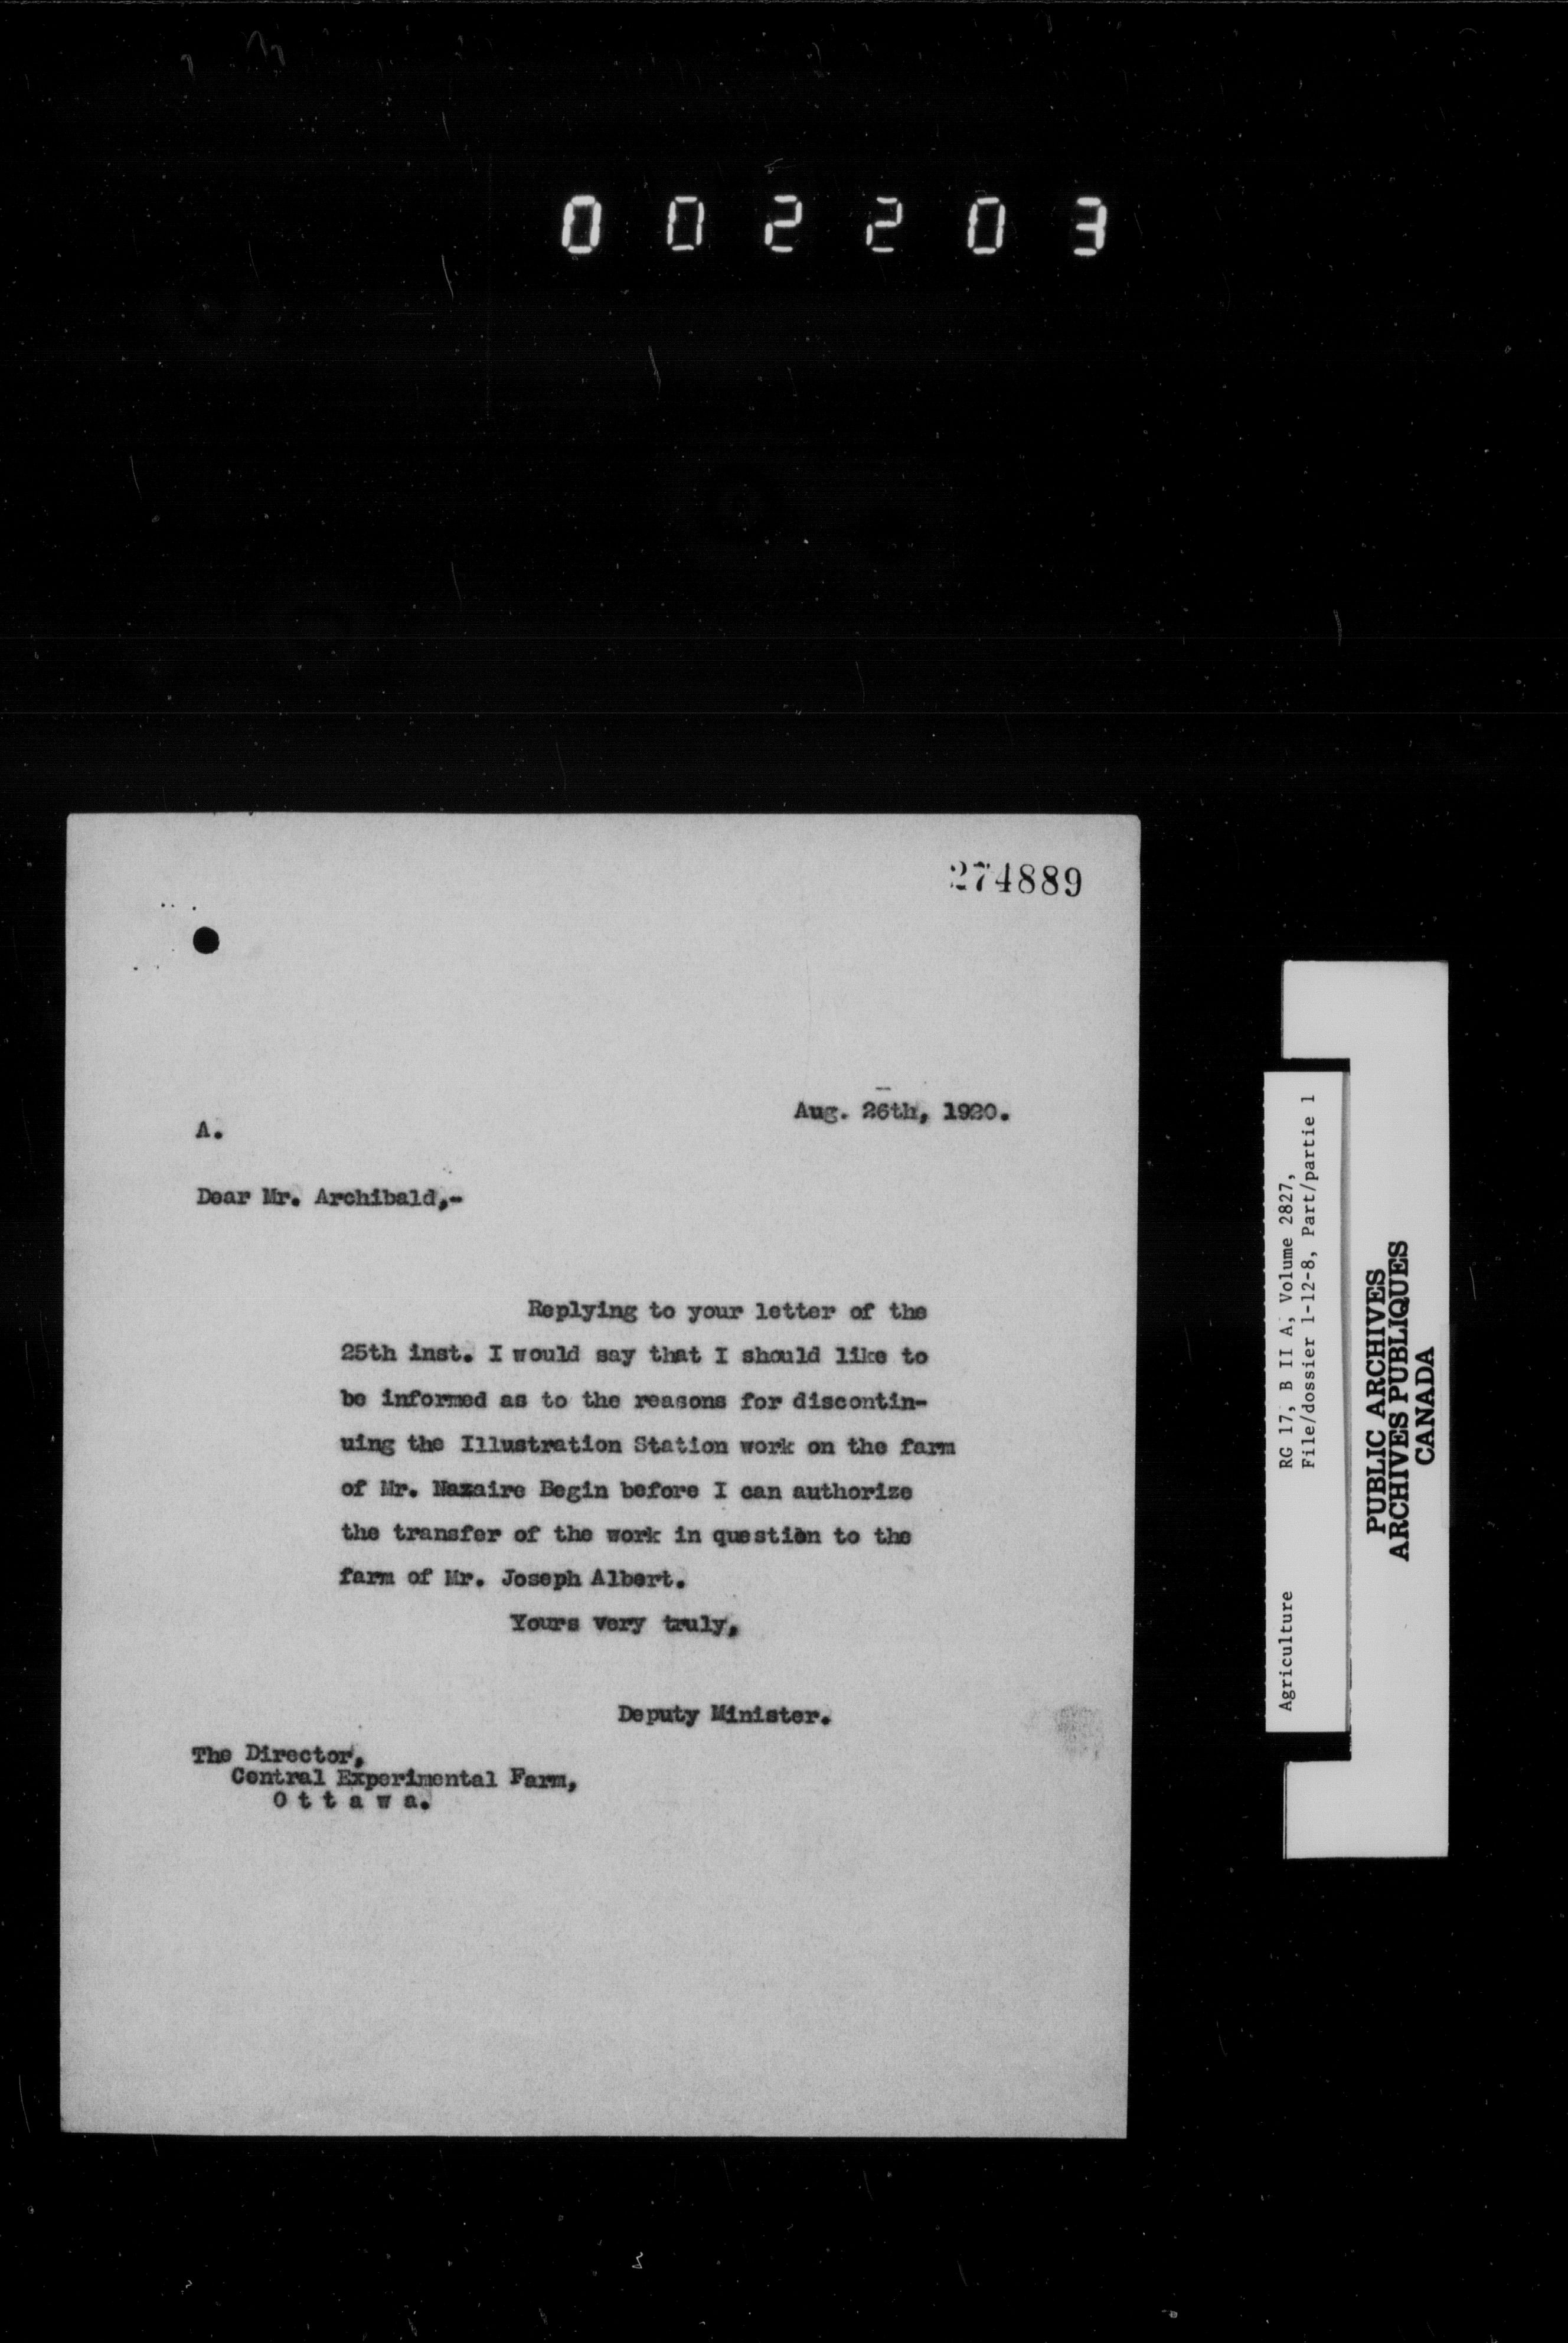 002203
274889
Aug. 26th, 1920.
A.
Dear Mr. Archibald,-
Replying to your letter of the
25th inst. I would say that I should like to
be informed as to the reasons for discontin-
uing the Illustration Station work on the farm
of Mr. Nazaire Begin before I can authorize
the transfer of the work in question to the
farm of Mr. Joseph Albert.
Yours very truly,
Deputy Minister.
The Director,
Central Experimental Farm,
O t t a w a.
Agriculture RG 17, B II A, Volume 2827,
File/dossier 1-12-8, Part/partie 1
PUBLIC ARCHIVES
ARCHIVES PUBLIQUES
CANADA